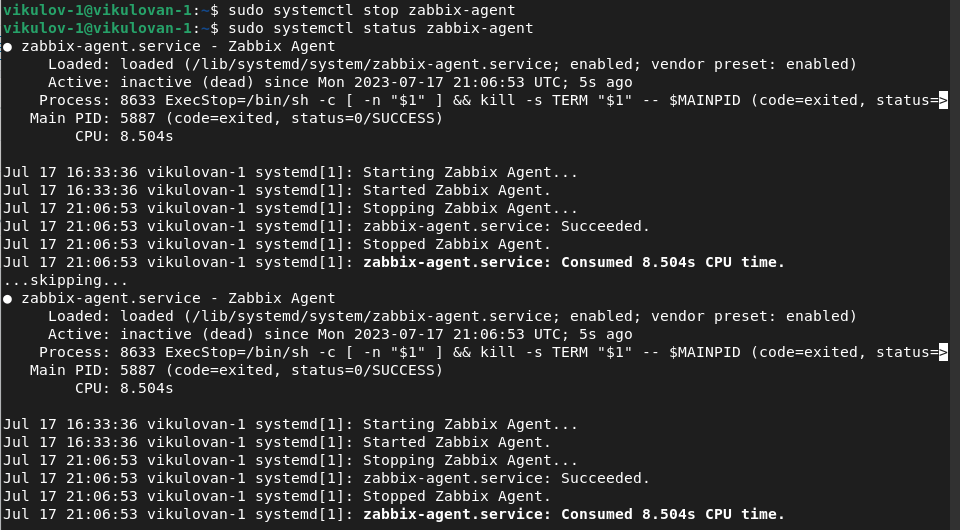 vikulov-1@vikulovan-1:~$ sudo systemctl stop zabbix-agent
vikulov-1@vikulovan-1:~$ sudo systemctl status zabbix-agent
● zabbix-agent.service - Zabbix Agent
     Loaded: loaded (/lib/systemd/system/zabbix-agent.service; enabled; vendor preset: enabled)
     Active: inactive (dead) since Mon 2023-07-17 21:06:53 UTC; 5s ago
    Process: 8633 ExecStop=/bin/sh -c [ -n "$1" ] && kill -s TERM "$1" -- $MAINPID (code=exited, status=>
   Main PID: 5887 (code=exited, status=0/SUCCESS)
        CPU: 8.504s

Jul 17 16:33:36 vikulovan-1 systemd[1]: Starting Zabbix Agent...
Jul 17 16:33:36 vikulovan-1 systemd[1]: Started Zabbix Agent.
Jul 17 21:06:53 vikulovan-1 systemd[1]: Stopping Zabbix Agent...
Jul 17 21:06:53 vikulovan-1 systemd[1]: zabbix-agent.service: Succeeded.
Jul 17 21:06:53 vikulovan-1 systemd[1]: Stopped Zabbix Agent.
Jul 17 21:06:53 vikulovan-1 systemd[1]: zabbix-agent.service: Consumed 8.504s CPU time.
...skipping...
● zabbix-agent.service - Zabbix Agent
     Loaded: loaded (/lib/systemd/system/zabbix-agent.service; enabled; vendor preset: enabled)
     Active: inactive (dead) since Mon 2023-07-17 21:06:53 UTC; 5s ago
    Process: 8633 ExecStop=/bin/sh -c [ -n "$1" ] && kill -s TERM "$1" -- $MAINPID (code=exited, status=>
   Main PID: 5887 (code=exited, status=0/SUCCESS)
        CPU: 8.504s

Jul 17 16:33:36 vikulovan-1 systemd[1]: Starting Zabbix Agent...
Jul 17 16:33:36 vikulovan-1 systemd[1]: Started Zabbix Agent.
Jul 17 21:06:53 vikulovan-1 systemd[1]: Stopping Zabbix Agent...
Jul 17 21:06:53 vikulovan-1 systemd[1]: zabbix-agent.service: Succeeded.
Jul 17 21:06:53 vikulovan-1 systemd[1]: Stopped Zabbix Agent.
Jul 17 21:06:53 vikulovan-1 systemd[1]: zabbix-agent.service: Consumed 8.504s CPU time.